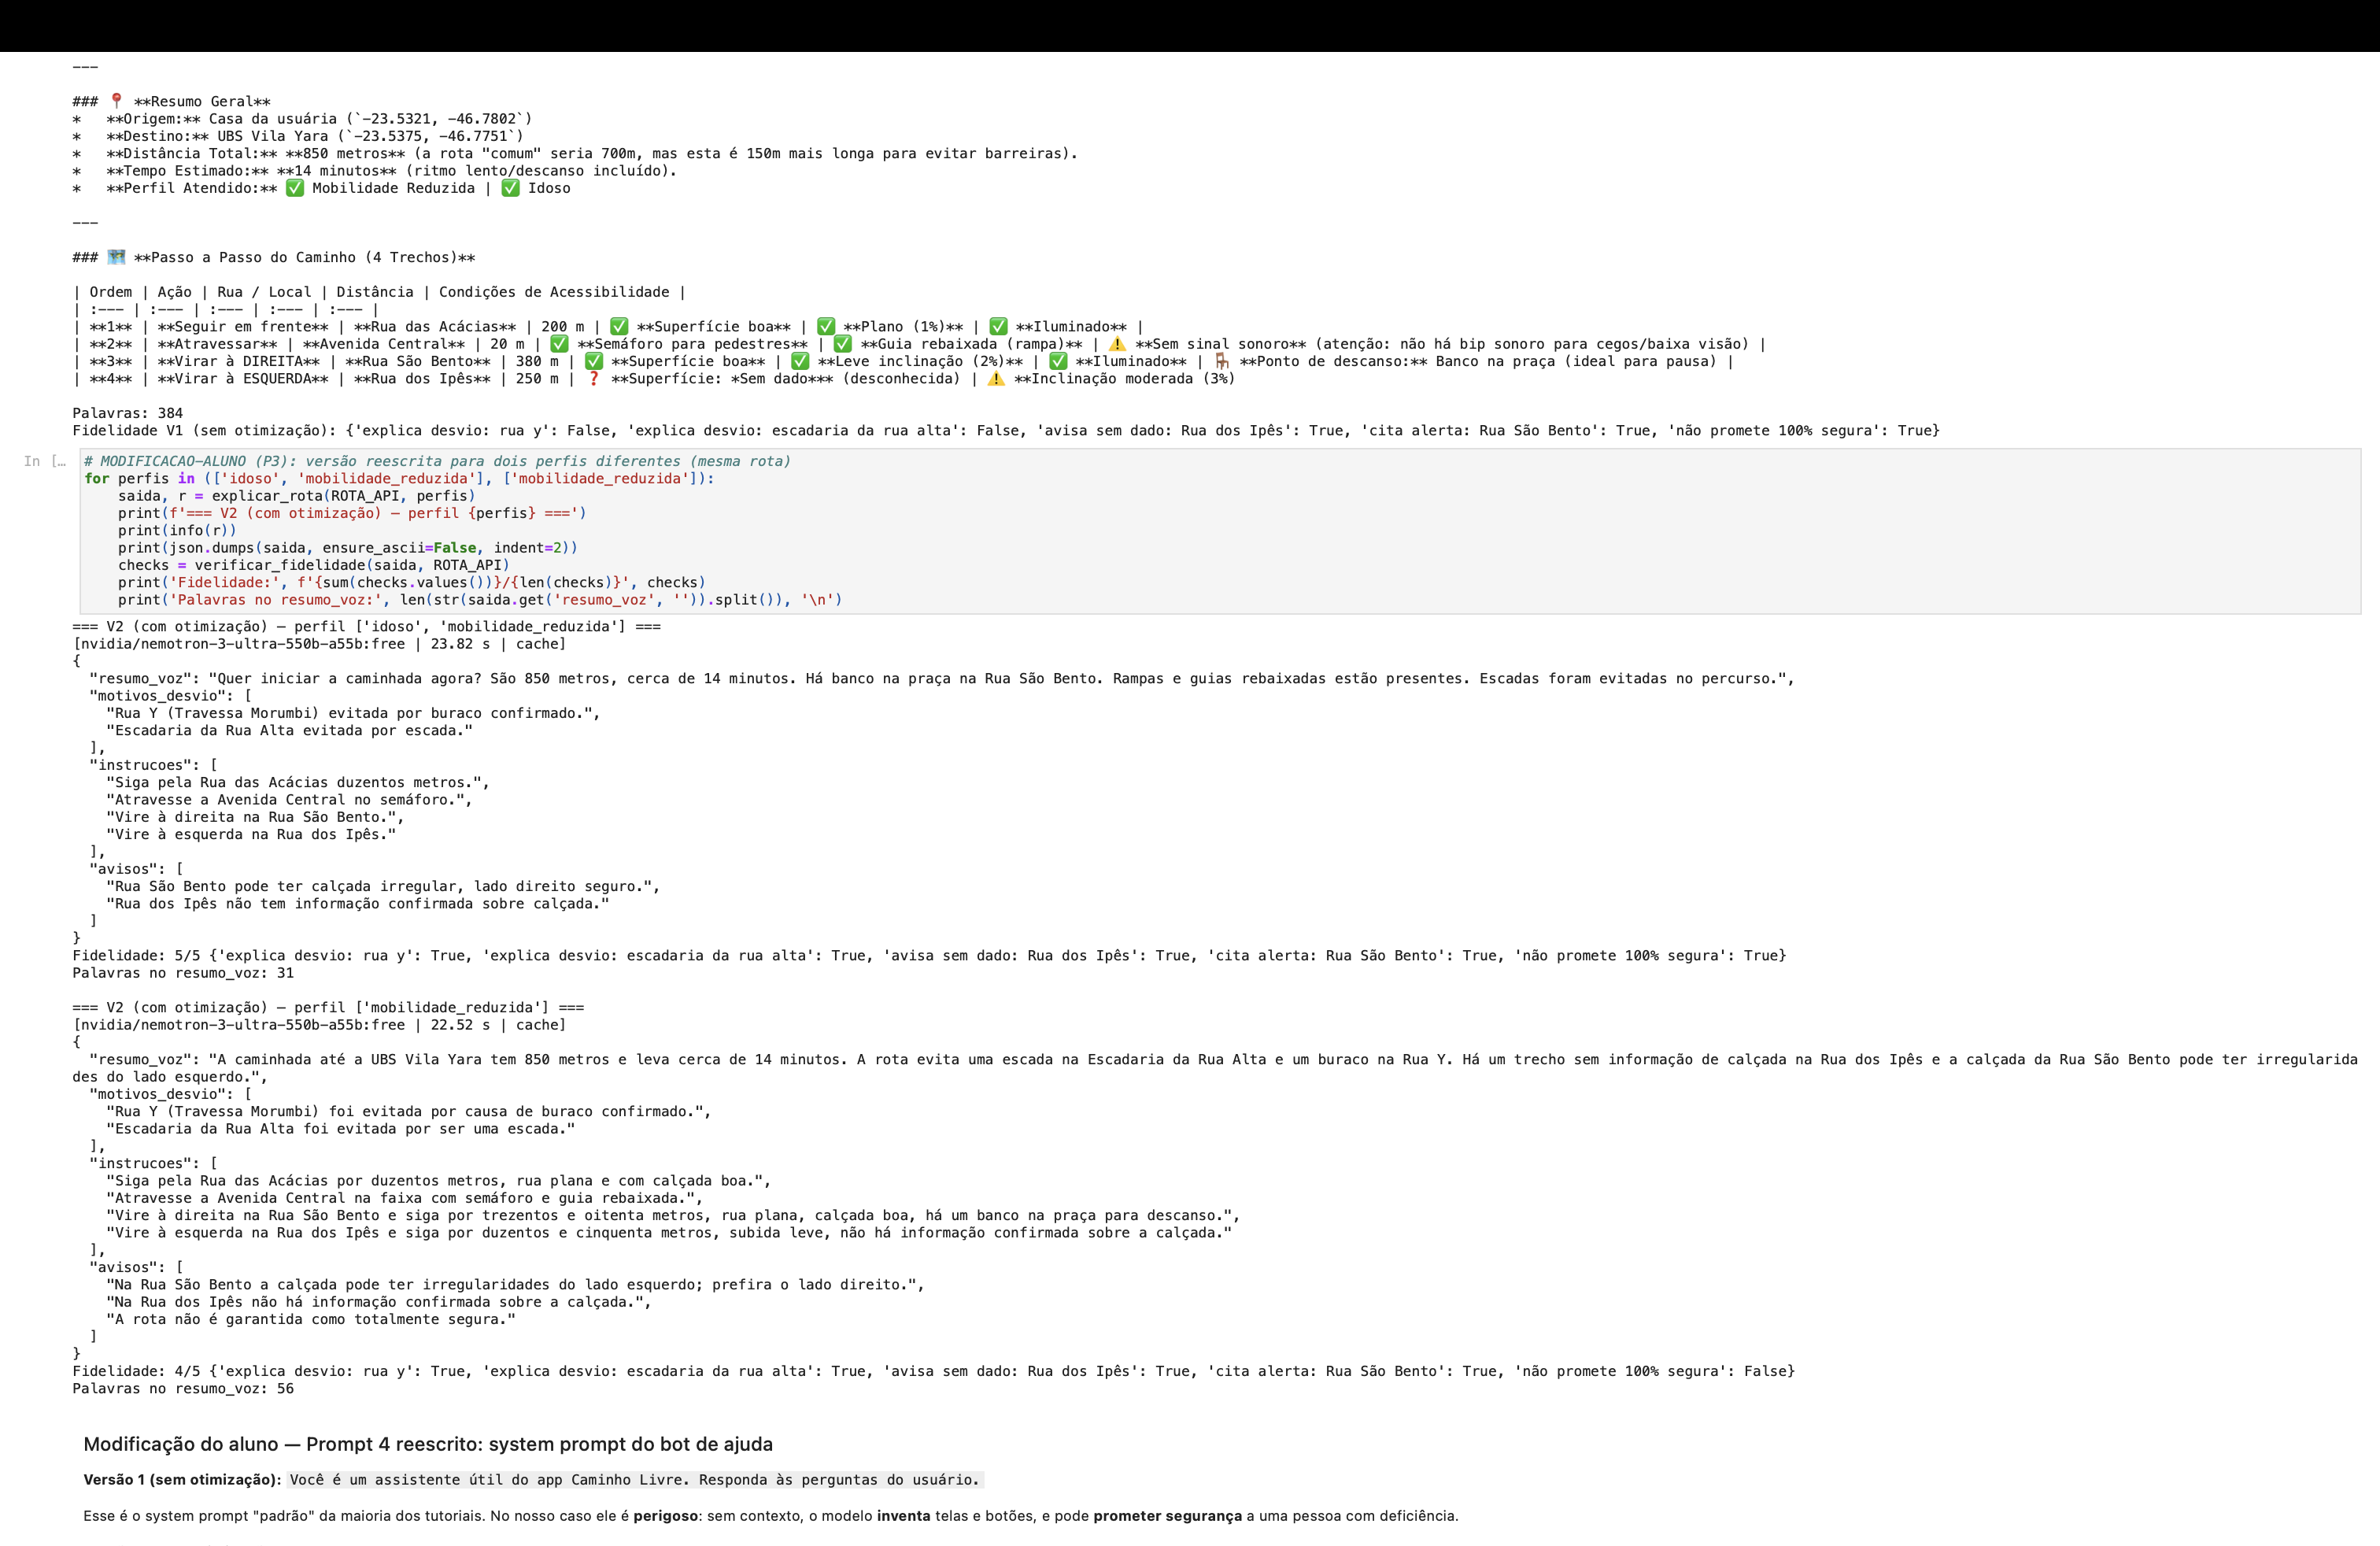 ---
### 📍 **Resumo Geral**
*   **Origem:** Casa da usuária (`-23.5321, -46.7802`)
*   **Destino:** UBS Vila Yara (`-23.5375, -46.7751`)
*   **Distância Total:** **850 metros** (a rota "comum" seria 700m, mas esta é 150m mais longa para evitar barreiras).
*   **Tempo Estimado:** **14 minutos** (ritmo lento/descanso incluído).
*   **Perfil Atendido:** ✅ Mobilidade Reduzida | ✅ Idoso
---
### 🗺️ **Passo a Passo do Caminho (4 Trechos)**
| Ordem | Ação | Rua / Local | Distância | Condições de Acessibilidade |
| :--- | :--- | :--- | :--- | :--- |
| **1** | **Seguir em frente** | **Rua das Acácias** | 200 m | ✅ **Superfície boa** | ✅ **Plano (1%)** | ✅ **Iluminado** |
| **2** | **Atravessar** | **Avenida Central** | 20 m | ✅ **Semáforo para pedestres** | ✅ **Guia rebaixada (rampa)** | ⚠️ **Sem sinal sonoro** (atenção: não há bip sonoro para cegos/baixa visão) |
| **3** | **Virar à DIREITA** | **Rua São Bento** | 380 m | ✅ **Superfície boa** | ✅ **Leve inclinação (2%)** | ✅ **Iluminado** | 🪑 **Ponto de descanso:** Banco na praça (ideal para pausa) |
| **4** | **Virar à ESQUERDA** | **Rua dos Ipês** | 250 m | ❓ **Superfície: *Sem dado*** (desconhecida) | ⚠️ **Inclinação moderada (3%)
Palavras: 384
Fidelidade V1 (sem otimização): {'explica desvio: rua y': False, 'explica desvio: escadaria da rua alta': False, 'avisa sem dado: Rua dos Ipês': True, 'cita alerta: Rua São Bento': True, 'não promete 100% segura': True}
In […
# MODIFICACAO-ALUNO (P3): versão reescrita para dois perfis diferentes (mesma rota)
for perfis in (['idoso', 'mobilidade_reduzida'], ['mobilidade_reduzida']):
    saida, r = explicar_rota(ROTA_API, perfis)
    print(f'=== V2 (com otimização) — perfil {perfis} ===')
    print(info(r))
    print(json.dumps(saida, ensure_ascii=False, indent=2))
    checks = verificar_fidelidade(saida, ROTA_API)
    print('Fidelidade:', f'{sum(checks.values())}/{len(checks)}', checks)
    print('Palavras no resumo_voz:', len(str(saida.get('resumo_voz', '')).split()), '\n')
=== V2 (com otimização) — perfil ['idoso', 'mobilidade_reduzida'] ===
[nvidia/nemotron-3-ultra-550b-a55b:free | 23.82 s | cache]
{
  "resumo_voz": "Quer iniciar a caminhada agora? São 850 metros, cerca de 14 minutos. Há banco na praça na Rua São Bento. Rampas e guias rebaixadas estão presentes. Escadas foram evitadas no percurso.",
  "motivos_desvio": [
    "Rua Y (Travessa Morumbi) evitada por buraco confirmado.",
    "Escadaria da Rua Alta evitada por escada."
  ],
  "instrucoes": [
    "Siga pela Rua das Acácias duzentos metros.",
    "Atravesse a Avenida Central no semáforo.",
    "Vire à direita na Rua São Bento.",
    "Vire à esquerda na Rua dos Ipês."
  ],
  "avisos": [
    "Rua São Bento pode ter calçada irregular, lado direito seguro.",
    "Rua dos Ipês não tem informação confirmada sobre calçada."
  ]
}
Fidelidade: 5/5 {'explica desvio: rua y': True, 'explica desvio: escadaria da rua alta': True, 'avisa sem dado: Rua dos Ipês': True, 'cita alerta: Rua São Bento': True, 'não promete 100% segura': True}
Palavras no resumo_voz: 31
=== V2 (com otimização) — perfil ['mobilidade_reduzida'] ===
[nvidia/nemotron-3-ultra-550b-a55b:free | 22.52 s | cache]
{
  "resumo_voz": "A caminhada até a UBS Vila Yara tem 850 metros e leva cerca de 14 minutos. A rota evita uma escada na Escadaria da Rua Alta e um buraco na Rua Y. Há um trecho sem informação de calçada na Rua dos Ipês e a calçada da Rua São Bento pode ter irregularida
des do lado esquerdo.",
  "motivos_desvio": [
    "Rua Y (Travessa Morumbi) foi evitada por causa de buraco confirmado.",
    "Escadaria da Rua Alta foi evitada por ser uma escada."
  ],
  "instrucoes": [
    "Siga pela Rua das Acácias por duzentos metros, rua plana e com calçada boa.",
    "Atravesse a Avenida Central na faixa com semáforo e guia rebaixada.",
    "Vire à direita na Rua São Bento e siga por trezentos e oitenta metros, rua plana, calçada boa, há um banco na praça para descanso.",
    "Vire à esquerda na Rua dos Ipês e siga por duzentos e cinquenta metros, subida leve, não há informação confirmada sobre a calçada."
  ],
  "avisos": [
    "Na Rua São Bento a calçada pode ter irregularidades do lado esquerdo; prefira o lado direito.",
    "Na Rua dos Ipês não há informação confirmada sobre a calçada.",
    "A rota não é garantida como totalmente segura."
  ]
}
Fidelidade: 4/5 {'explica desvio: rua y': True, 'explica desvio: escadaria da rua alta': True, 'avisa sem dado: Rua dos Ipês': True, 'cita alerta: Rua São Bento': True, 'não promete 100% segura': False}
Palavras no resumo_voz: 56
Modificação do aluno — Prompt 4 reescrito: system prompt do bot de ajuda
Versão 1 (sem otimização): Você é um assistente útil do app Caminho Livre. Responda às perguntas do usuário.
Esse é o system prompt "padrão" da maioria dos tutoriais. No nosso caso ele é perigoso: sem contexto, o modelo inventa telas e botões, e pode prometer segurança a uma pessoa com deficiência.